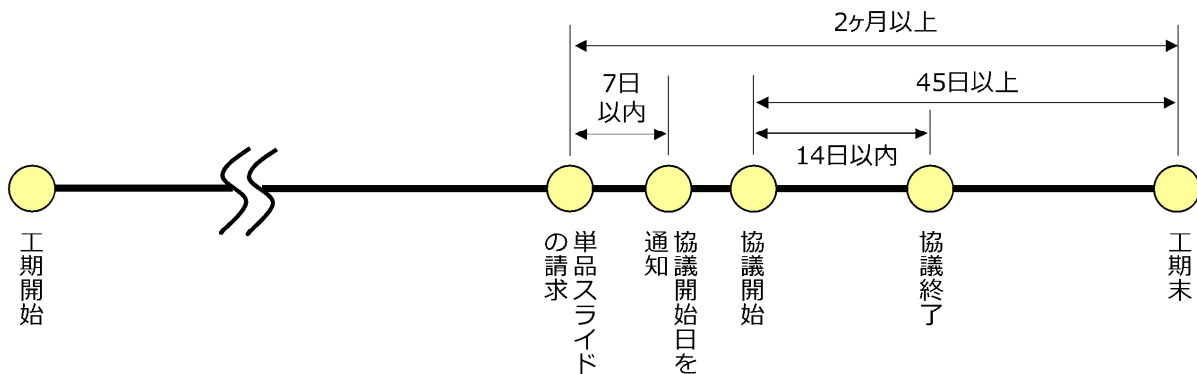 2ヶ月以上
7日
以内
45日以上
14日以内
工期開始
単品スライド
の請求
協議開始日を
通知
協議開始
協議終了
工期末